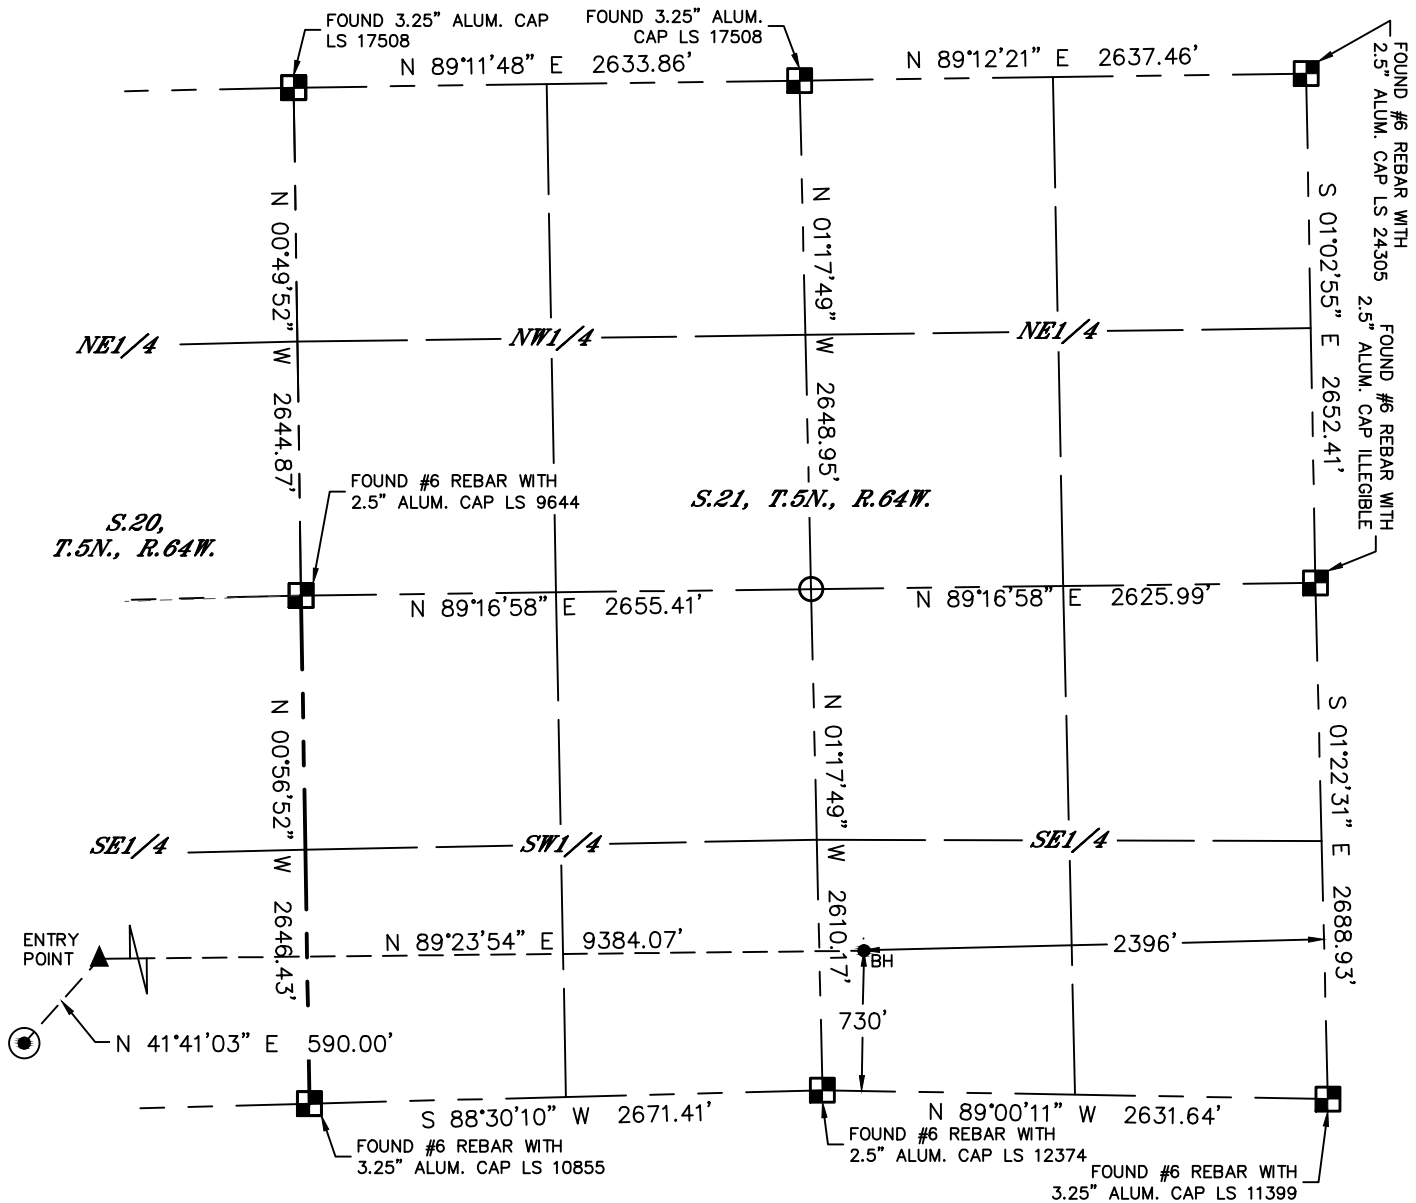 FOUND 3.25" ALUM. CAP
LS 17508
FOUND 3.25" ALUM.
CAP LS 17508
N 89°11'48" E 2633.86'
N 89°12'21" E 2637.46'
FOUND #6 REBAR WITH
2.5" ALUM. CAP LS 24305
N 00°49'52" W 2644.87'
N 01°17'49" W 2648.95'
S 01°02'55" E 2652.41'
NE1/4
NW1/4
NE1/4
FOUND #6 REBAR WITH
2.5" ALUM. CAP ILLEGIBLE
FOUND #6 REBAR WITH
2.5" ALUM. CAP LS 9644
S.20,
T.5N., R.64W.
S.21, T.5N., R.64W.
N 89°16'58" E 2655.41'
N 89°16'58" E 2625.99'
N 00°56'52" W 2646.43'
N 01°17'49" W 2610.17'
S 01°22'31" E 2688.93'
SE1/4
SW1/4
SE1/4
ENTRY
POINT
N 89°23'54" E 9384.07'
BH
2396'
730'
N 41°41'03" E 590.00'
S 88°30'10" W 2671.41'
N 89°00'11" W 2631.64'
FOUND #6 REBAR WITH
3.25" ALUM. CAP LS 10855
FOUND #6 REBAR WITH
2.5" ALUM. CAP LS 12374
FOUND #6 REBAR WITH
3.25" ALUM. CAP LS 11399